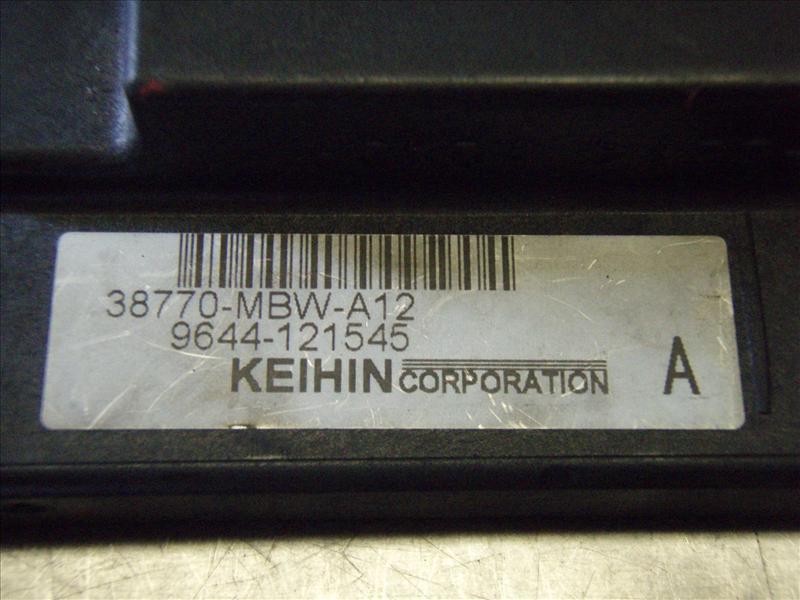 38770-MBW-A12
9644-121545
KEIHIN CORPORATION A